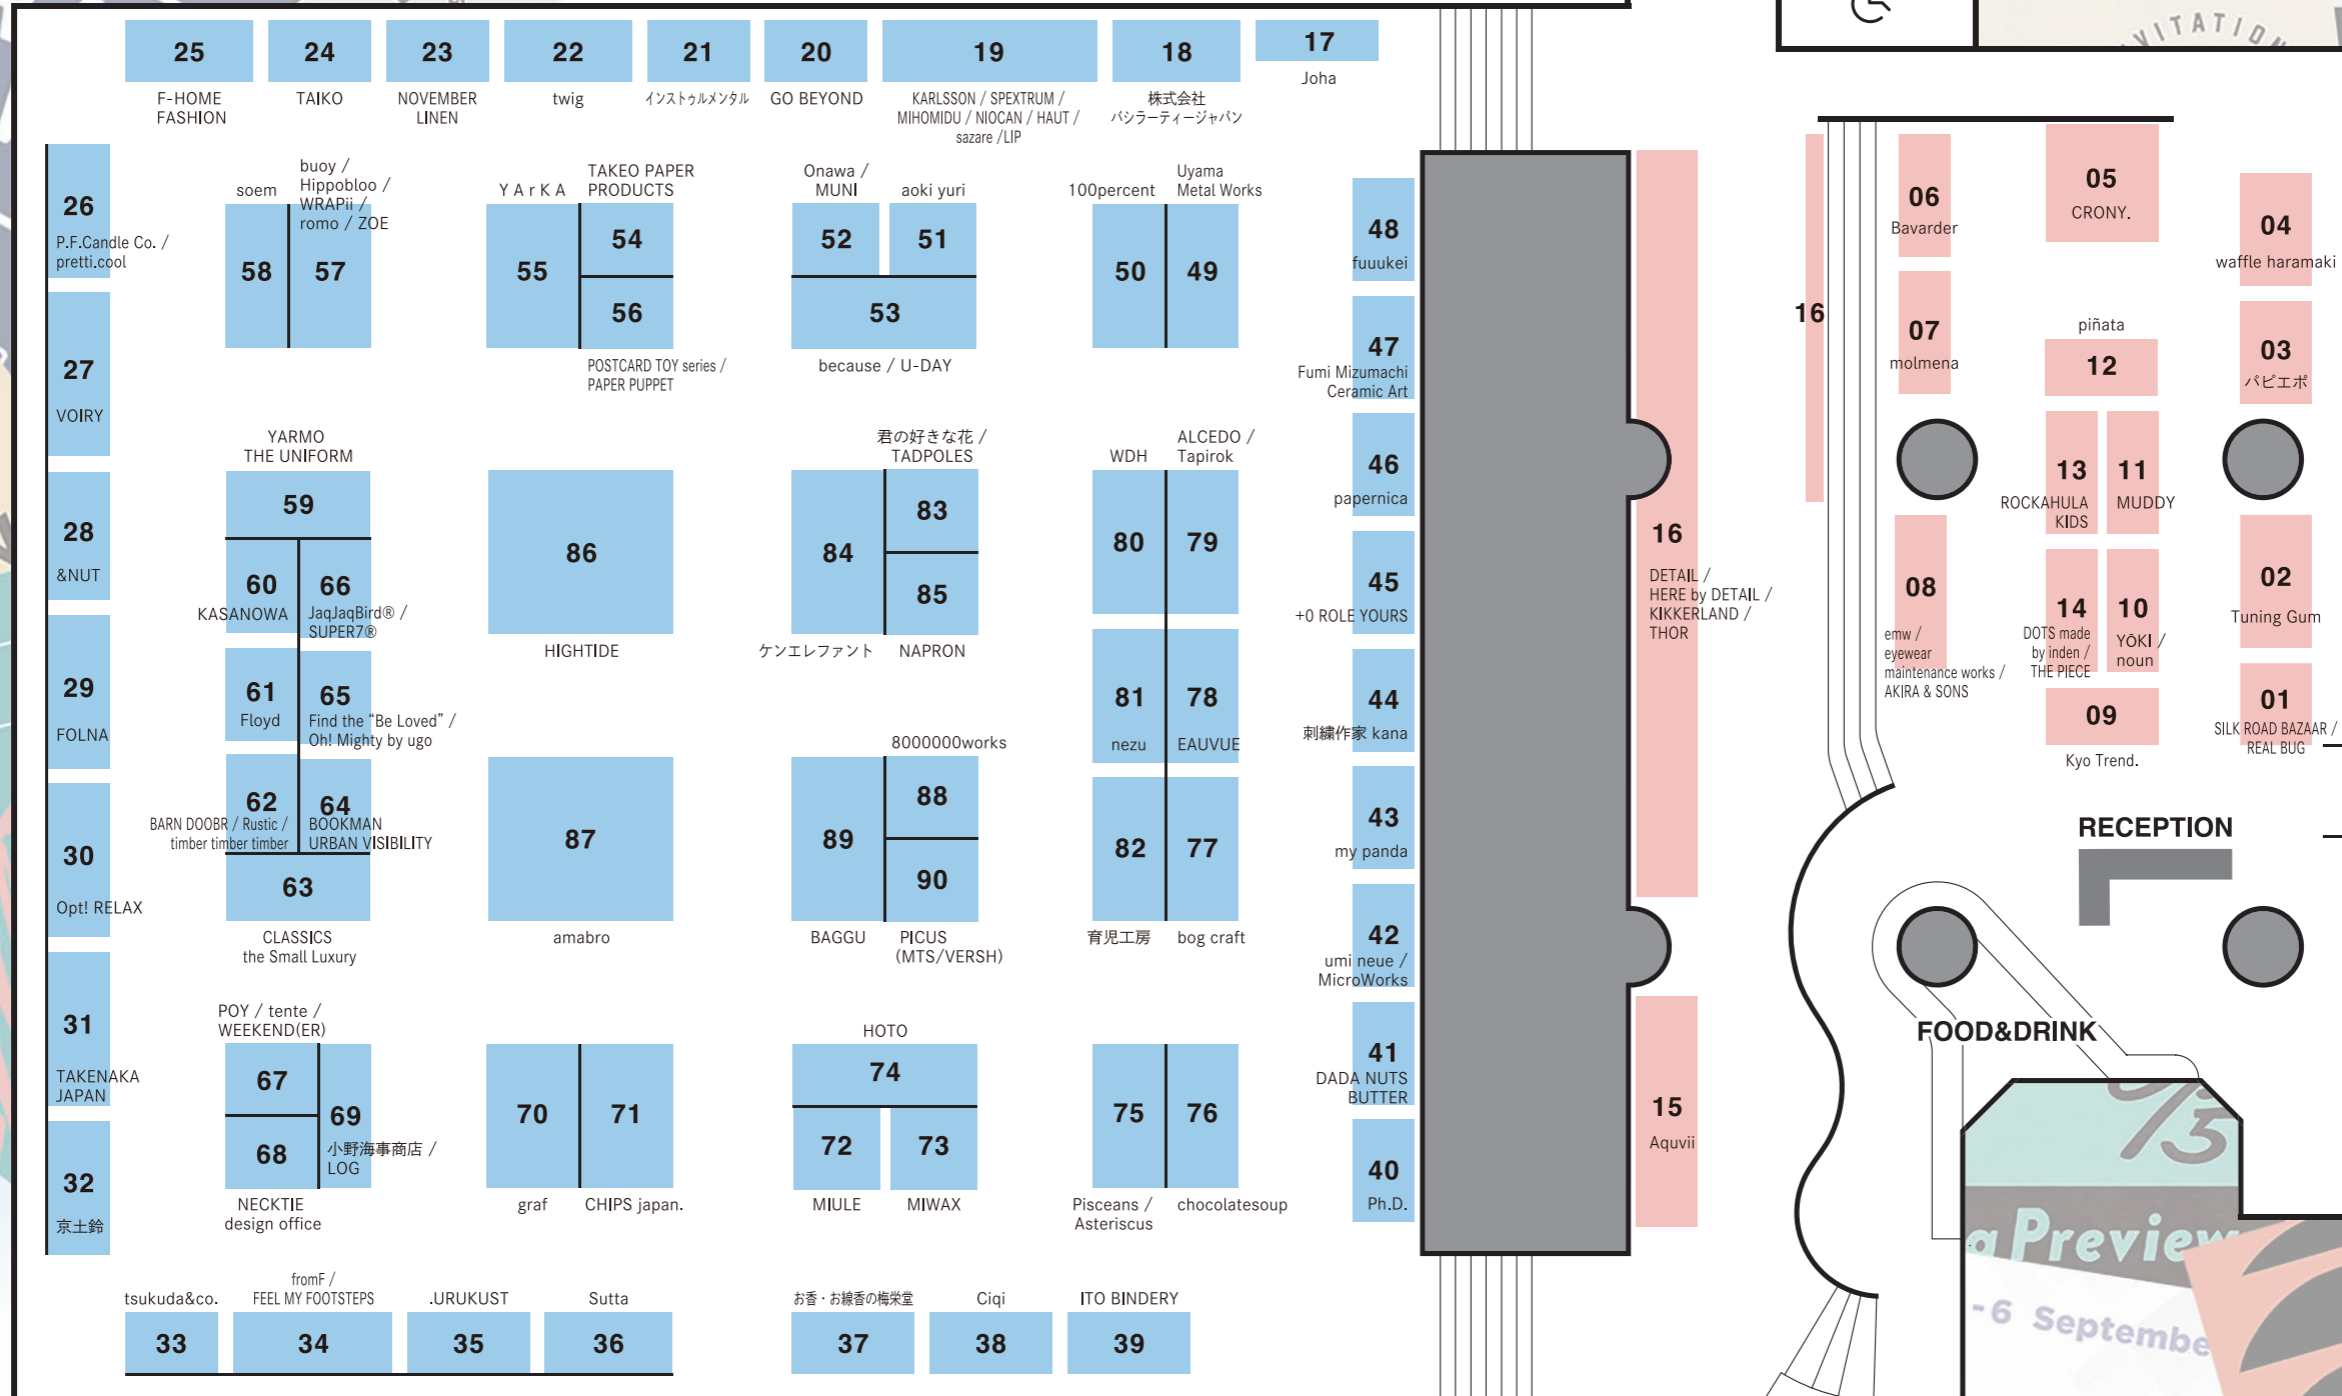 25
24
23
22
21
20
19
18
17
F-HOME
FASHION
TAIKO
NOVEMBER
LINEN
twig
インストゥルメンタル
GO BEYOND
KARLSSON / SPEXTRUM /
MIHOMIDU / NIOCAN / HAUT /
sazare /LIP
株式会社
バシラーティージャパン
Joha
26
P.F.Candle Co. /
pretti.cool
27
VOIRY
28
&NUT
29
FOLNA
30
Opt! RELAX
31
TAKENAKA
JAPAN
32
京土鈴
soem
58
buoy /
Hippobloo /
WRAPii /
romo / ZOE
57
Y A r K A
55
TAKEO PAPER
PRODUCTS
54
56
POSTCARD TOY series /
PAPER PUPPET
Onawa /
MUNI
52
aoki yuri
51
53
because / U-DAY
100percent
50
Uyama
Metal Works
49
YARMO
THE UNIFORM
59
60
KASANOWA
66
JaqJaqBird® /
SUPER7®
61
Floyd
65
Find the “Be Loved” /
Oh! Mighty by ugo
62
BARN DOOBR / Rustic /
timber timber timber
64
BOOKMAN
URBAN VISIBILITY
63
CLASSICS
the Small Luxury
86
HIGHTIDE
87
amabro
君の好きな花 /
TADPOLES
83
84
85
ケンエレファント
NAPRON
8000000works
88
89
90
BAGGU
PICUS
(MTS/VERSH)
WDH
80
ALCEDO /
Tapirok
79
81
nezu
78
EAUVUE
82
育児工房
77
bog craft
POY / tente /
WEEKEND(ER)
67
68
69
小野海事商店 /
LOG
NECKTIE
design office
70
graf
71
CHIPS japan.
HOTO
74
72
MIULE
73
MIWAX
75
Pisceans /
Asteriscus
76
chocolatesoup
tsukuda&co.
33
fromF /
FEEL MY FOOTSTEPS
34
.URUKUST
35
Sutta
36
お香・お線香の梅栄堂
37
Ciqi
38
ITO BINDERY
39
48
fuuukei
47
Fumi Mizumachi
Ceramic Art
46
papernica
45
+0 ROLE YOURS
44
刺繍作家 kana
43
my panda
42
umi neue /
MicroWorks
41
DADA NUTS
BUTTER
40
Ph.D.
16
DETAIL /
HERE by DETAIL /
KIKKERLAND /
THOR
15
Aquvii
16
06
Bavarder
07
molmena
08
emw /
eyewear
maintenance works /
AKIRA & SONS
05
CRONY.
piñata
12
13
ROCKAHULA
KIDS
11
MUDDY
14
DOTS made
by inden /
THE PIECE
10
YŌKI /
noun
09
Kyo Trend.
04
waffle haramaki
03
パピエポ
02
Tuning Gum
01
SILK ROAD BAZAAR /
REAL BUG
RECEPTION
FOOD&DRINK
Preview
-6 Septembe